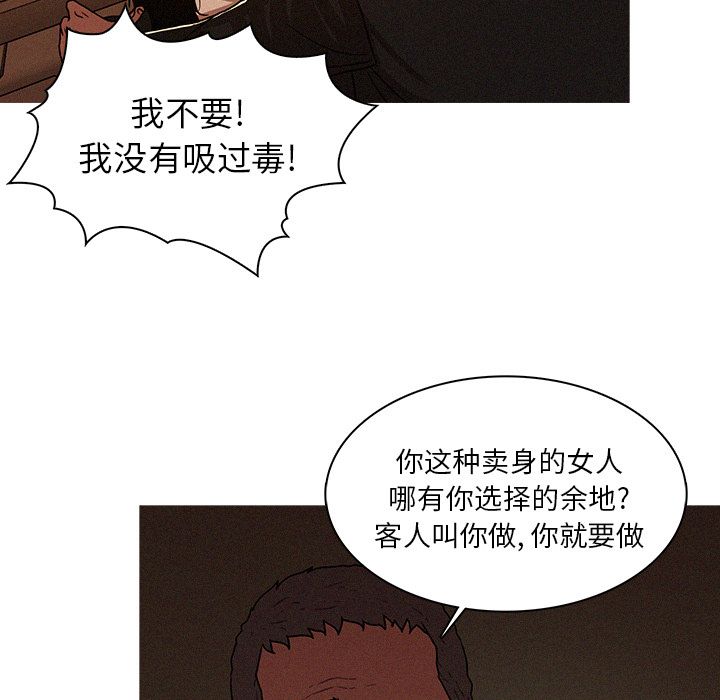 我不要!
我没有吸过毒!
你这种卖身的女人
哪有你选择的余地?
客人叫你做, 你就要做